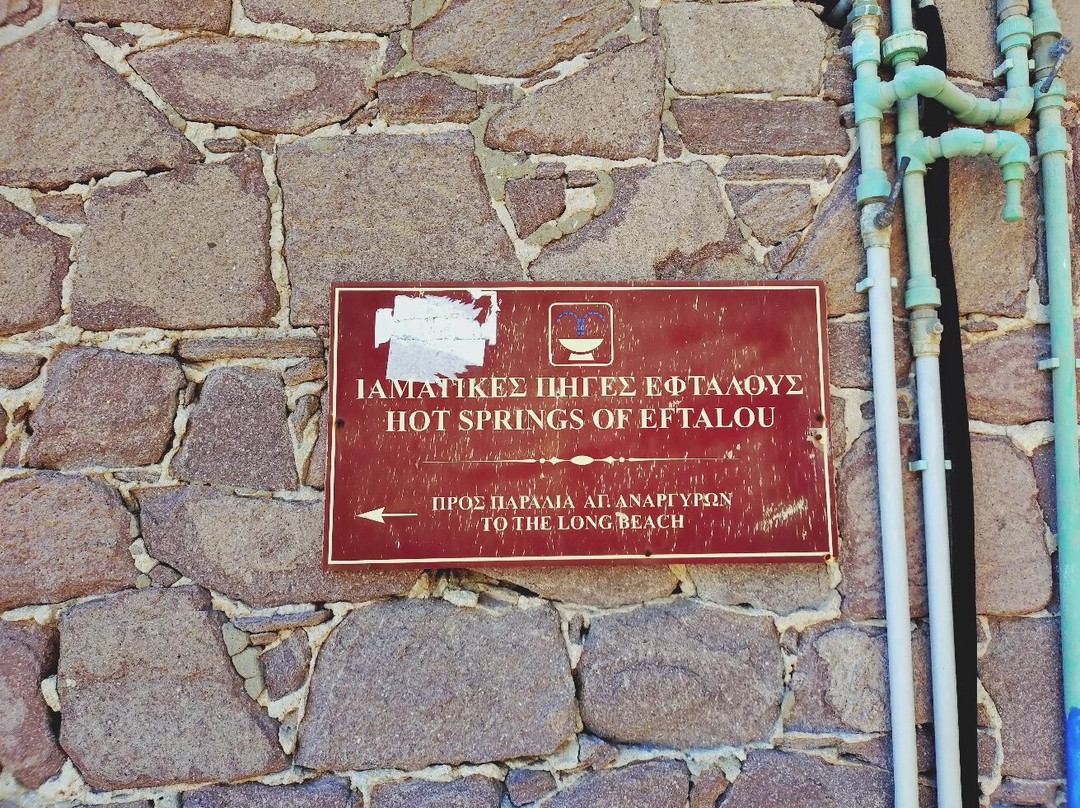 ΙΑΜΑΤΙΚΕΣ ΠΗΓΕΣ ΕΦΤΑΛΟΥΣ
HOT SPRINGS OF EFTALOU
ΠΡΟΣ ΠΑΡΑΛΙΑ ΑΓ. ΑΝΑΡΓΥΡΩΝ
TO THE LONG BEACH